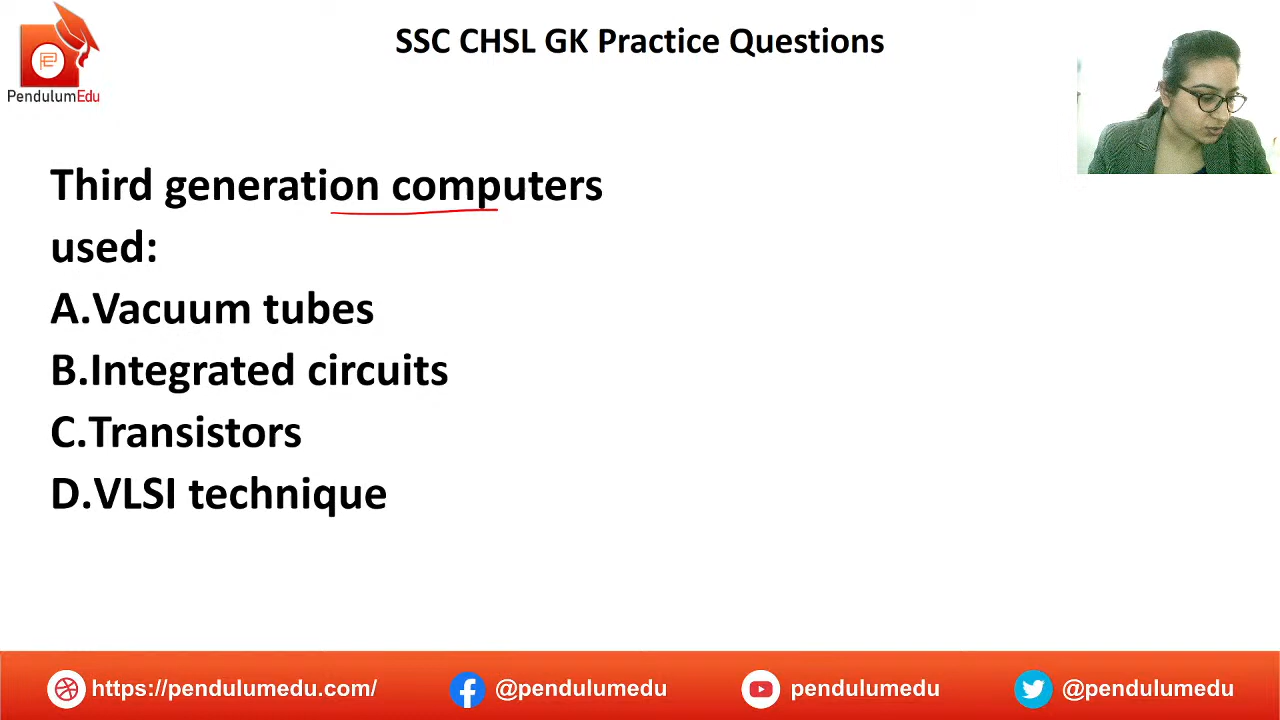 SSC CHSL GK Practice Questions
PendulumEdu
Third generation computers
used:
A.Vacuum tubes
B.Integrated circuits
C.Transistors
D.VLSI technique
https://pendulumedu.com/ @pendulumedu pendulumedu @pendulumedu